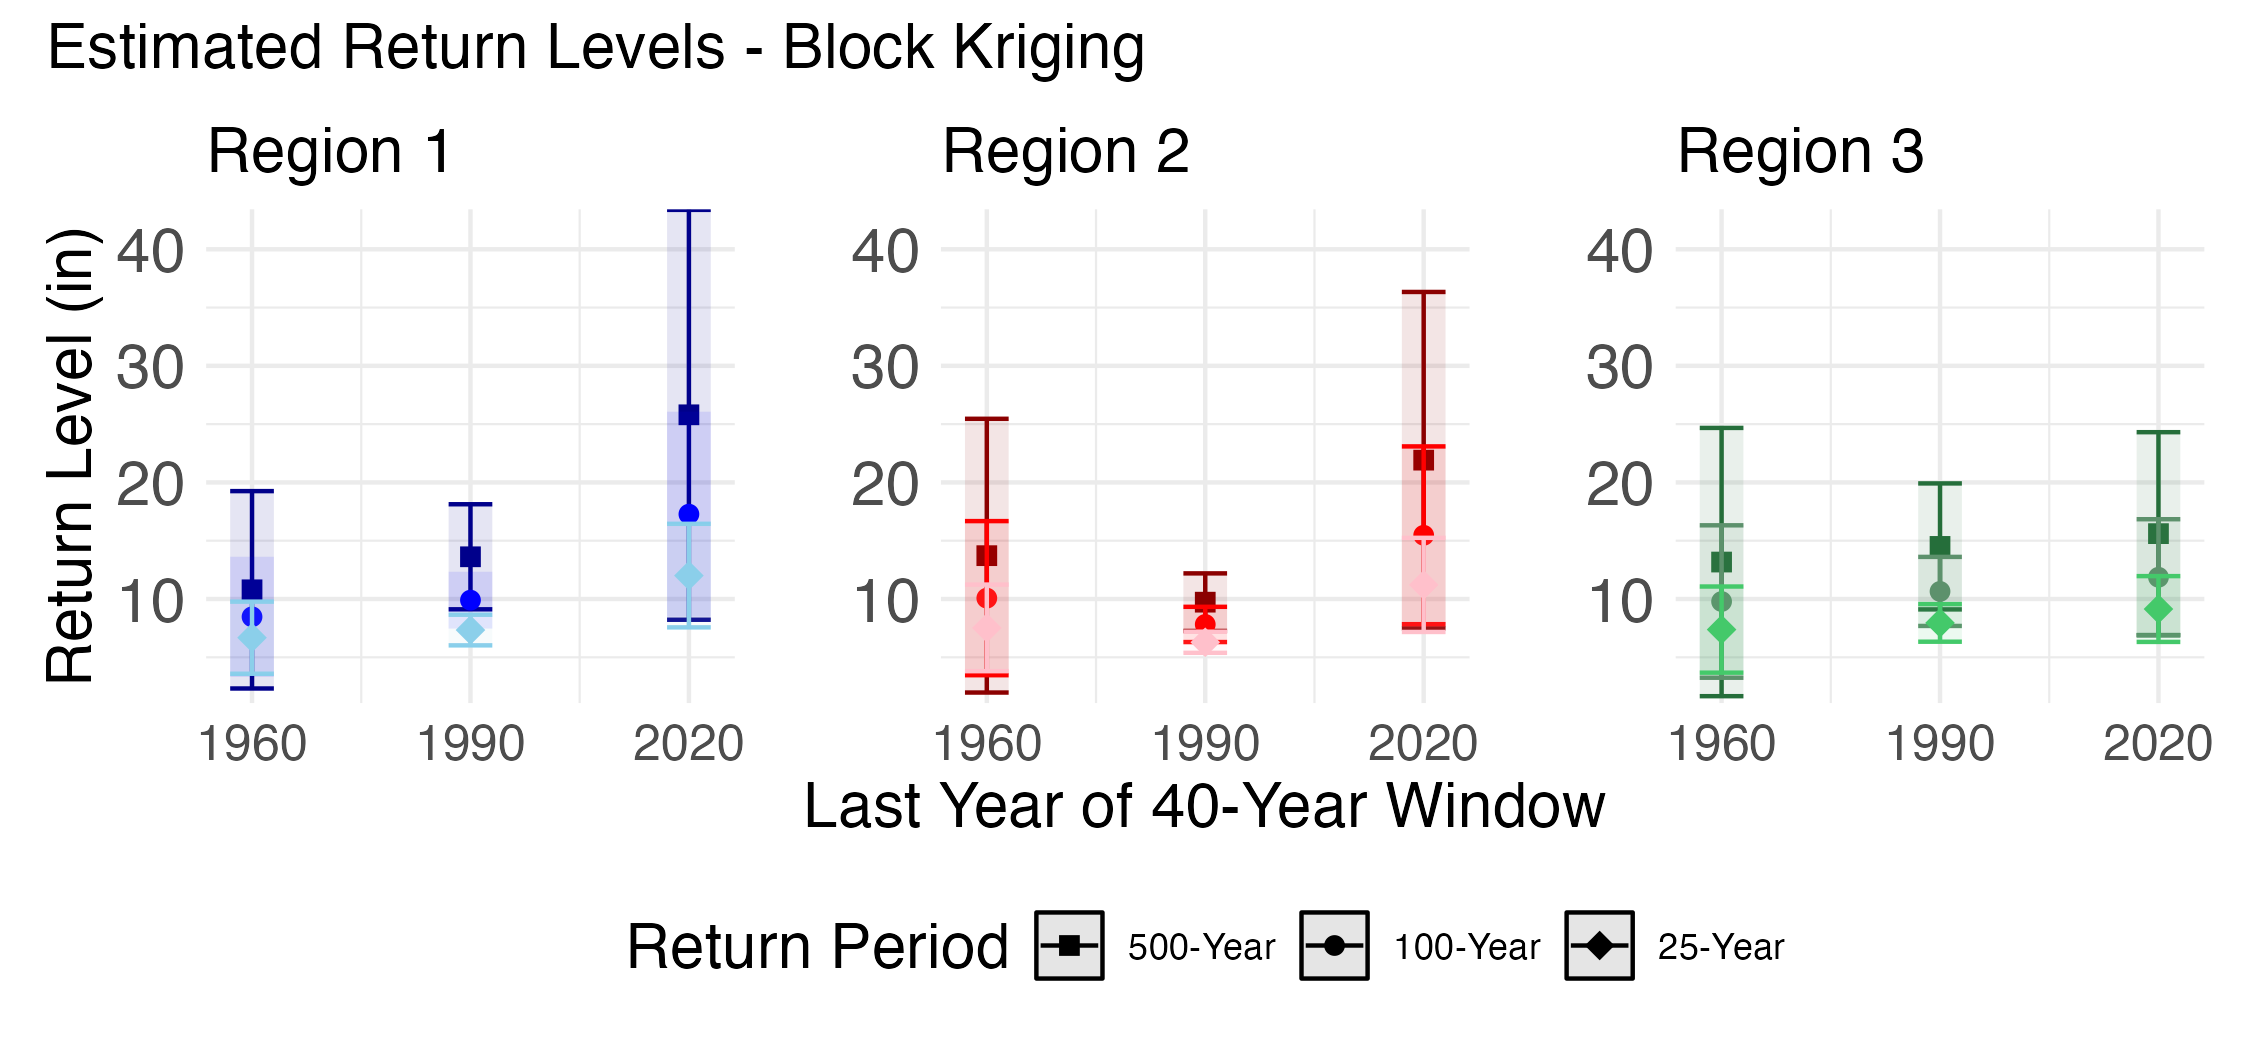 Estimated Return Levels - Block Kriging
Region 1
Region 2
Region 3
Return Level (in)
40
30
20
10
40
30
20
10
40
30
20
10
1960 1990 2020
1960 1990 2020
1960 1990 2020
Last Year of 40-Year Window
Return Period 500-Year 100-Year 25-Year